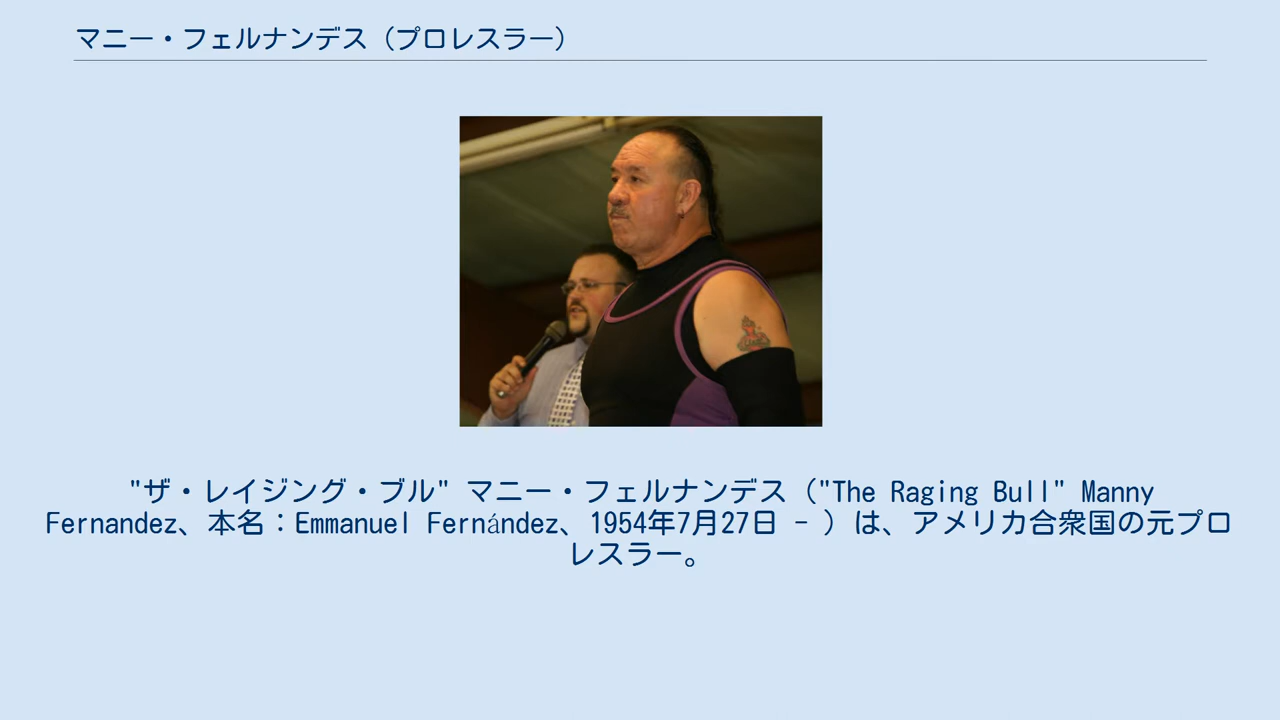 マニー・フェルナンデス（プロレスラー）
"ザ・レイジング・ブル" マニー・フェルナンデス（"The Raging Bull" Manny
Fernandez、本名：Emmanuel Fernández、1954年7月27日 - ）は、アメリカ合衆国の元プロ
レスラー。